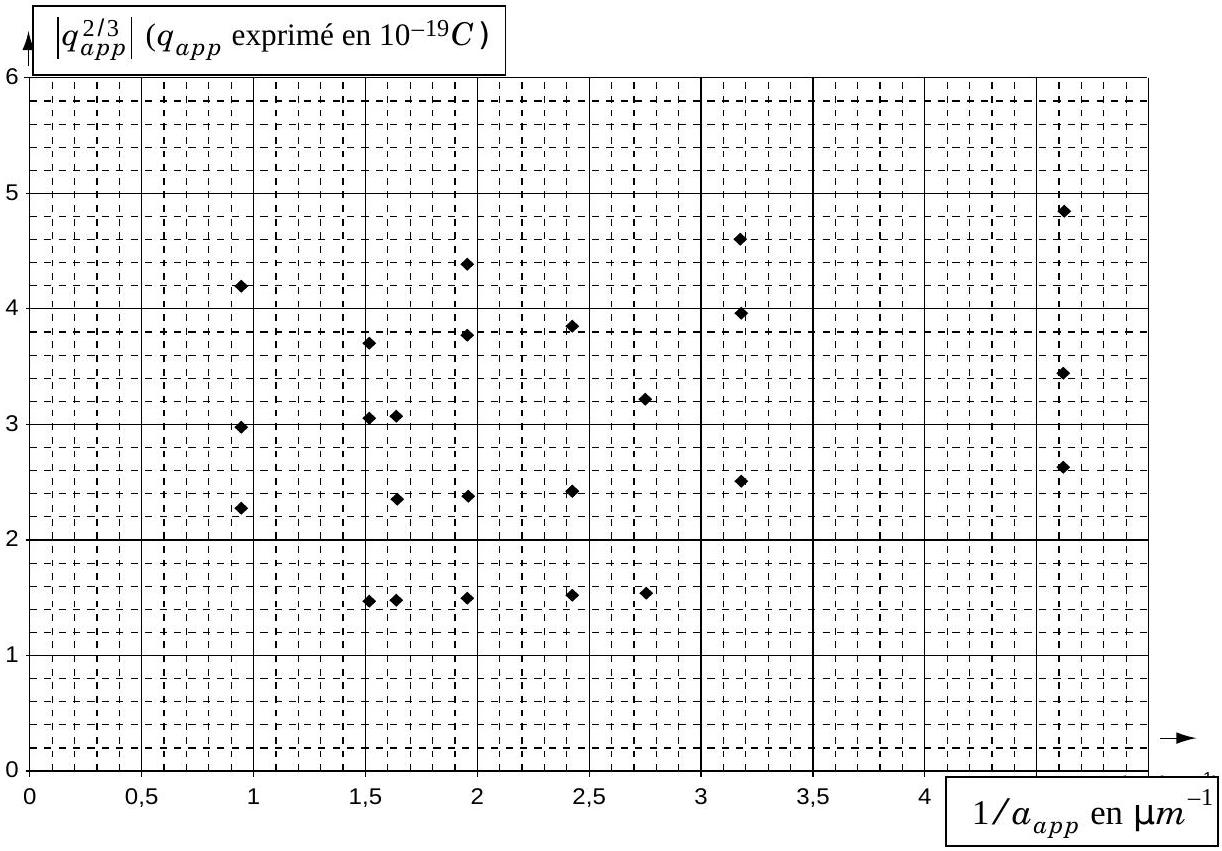 |q_{app}^{2/3}| (q_{app} exprimé en 10^{−19}C)
6
5
4
3
2
1
0
0 0,5 1 1,5 2 2,5 3 3,5 4
1/a_{app} en μm^{−1}